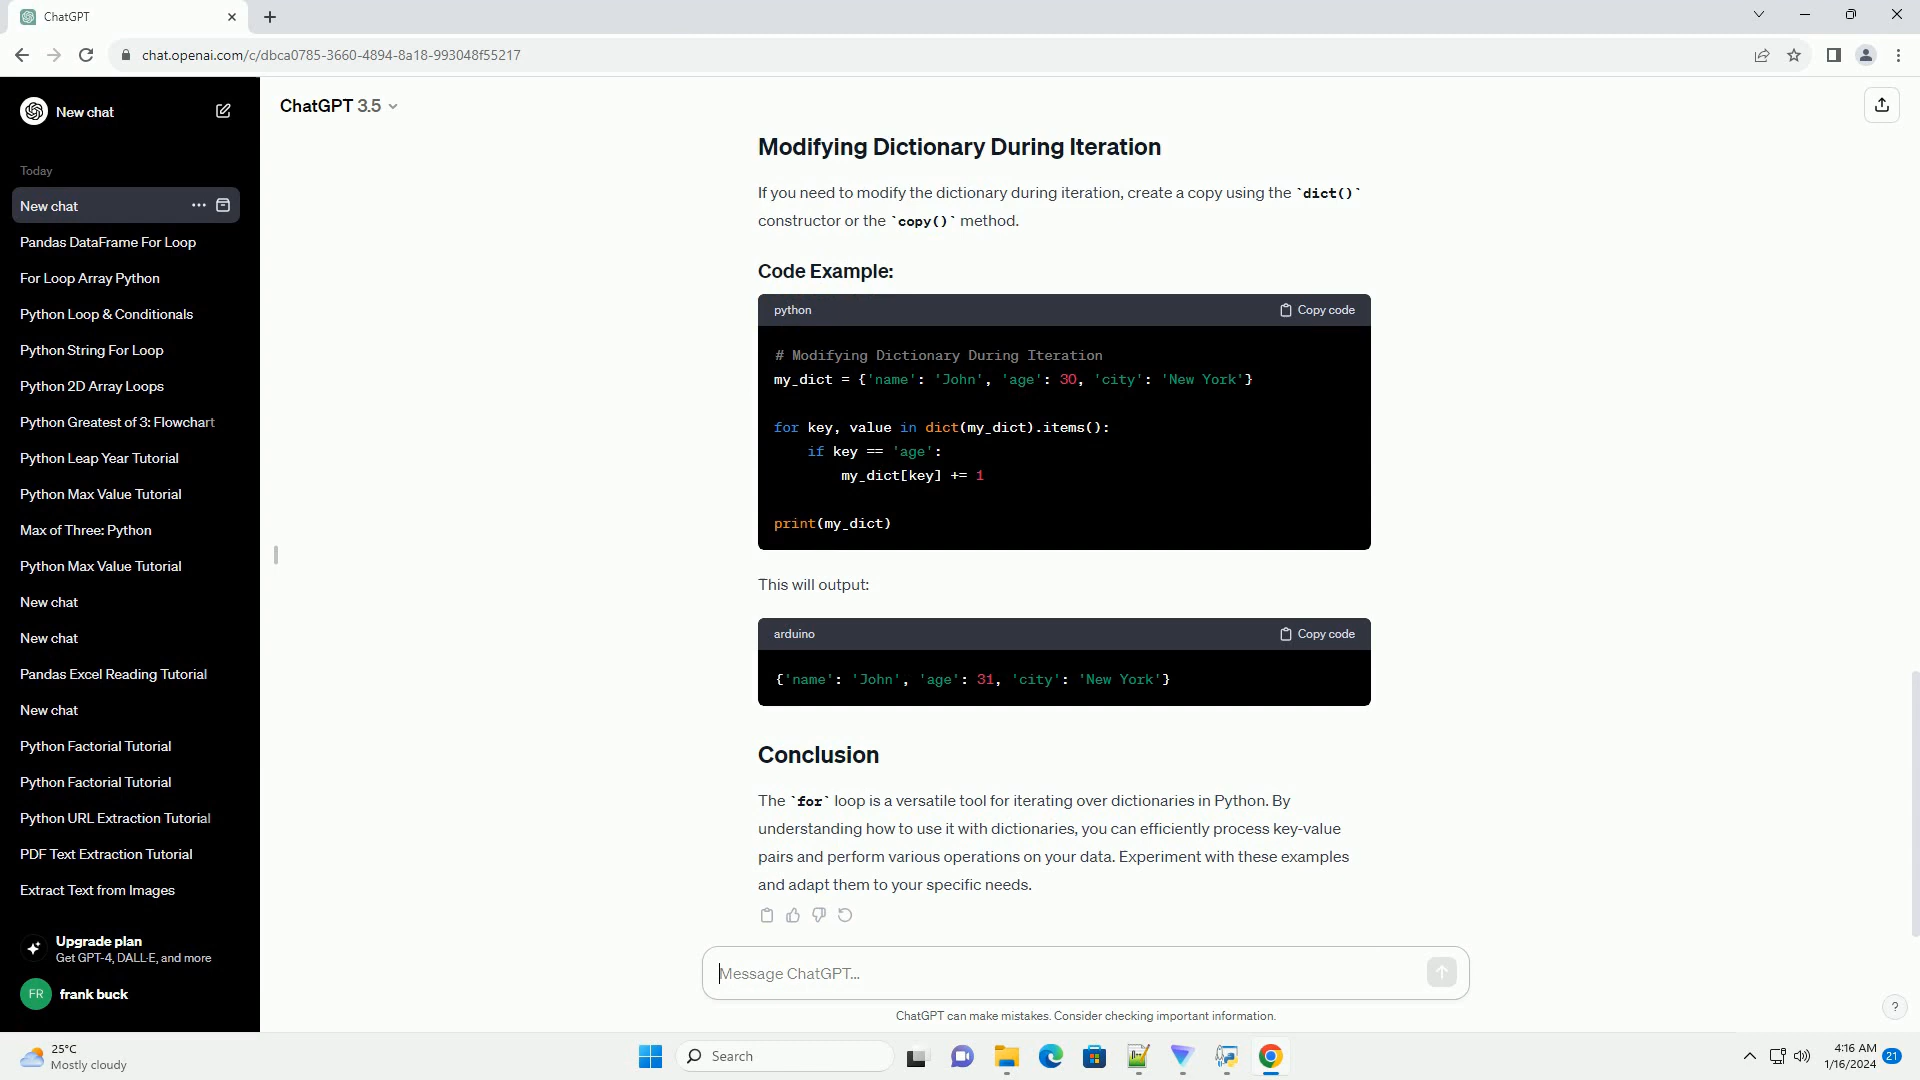 ChatGPT
chat.openai.com/c/dbca0785-3660-4894-8a18-993048f55217
New chat
Today
New chat
Pandas DataFrame For Loop
For Loop Array Python
Python Loop & Conditionals
Python String For Loop
Python 2D Array Loops
Python Greatest of 3: Flowchart
Python Leap Year Tutorial
Python Max Value Tutorial
Max of Three: Python
Python Max Value Tutorial
New chat
New chat
Pandas Excel Reading Tutorial
New chat
Python Factorial Tutorial
Python Factorial Tutorial
Python URL Extraction Tutorial
PDF Text Extraction Tutorial
Extract Text from Images
Upgrade plan
Get GPT-4, DALL·E, and more
FR frank buck
ChatGPT 3.5
Modifying Dictionary During Iteration
If you need to modify the dictionary during iteration, create a copy using the `dict()`
constructor or the `copy()` method.
Code Example:
python Copy code
# Modifying Dictionary During Iteration
my_dict = {'name': 'John', 'age': 30, 'city': 'New York'}
for key, value in dict(my_dict).items():
    if key == 'age':
        my_dict[key] += 1
print(my_dict)
This will output:
arduino Copy code
{'name': 'John', 'age': 31, 'city': 'New York'}
Conclusion
The `for` loop is a versatile tool for iterating over dictionaries in Python. By
understanding how to use it with dictionaries, you can efficiently process key-value
pairs and perform various operations on your data. Experiment with these examples
and adapt them to your specific needs.
Message ChatGPT...
ChatGPT can make mistakes. Consider checking important information.
?
25°C
Mostly cloudy
Search
4:16 AM
1/16/2024
21